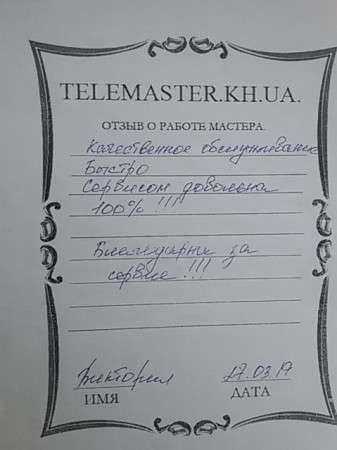 TELEMASTER.KH.UA.
ОТЗЫВ О РАБОТЕ МАСТЕРА
Качественное обслуживание
Быстро
Сервисом довольна
100% !!!
Благодарны за
сервис !!!
Виктория 17.03.17
ИМЯ ДАТА